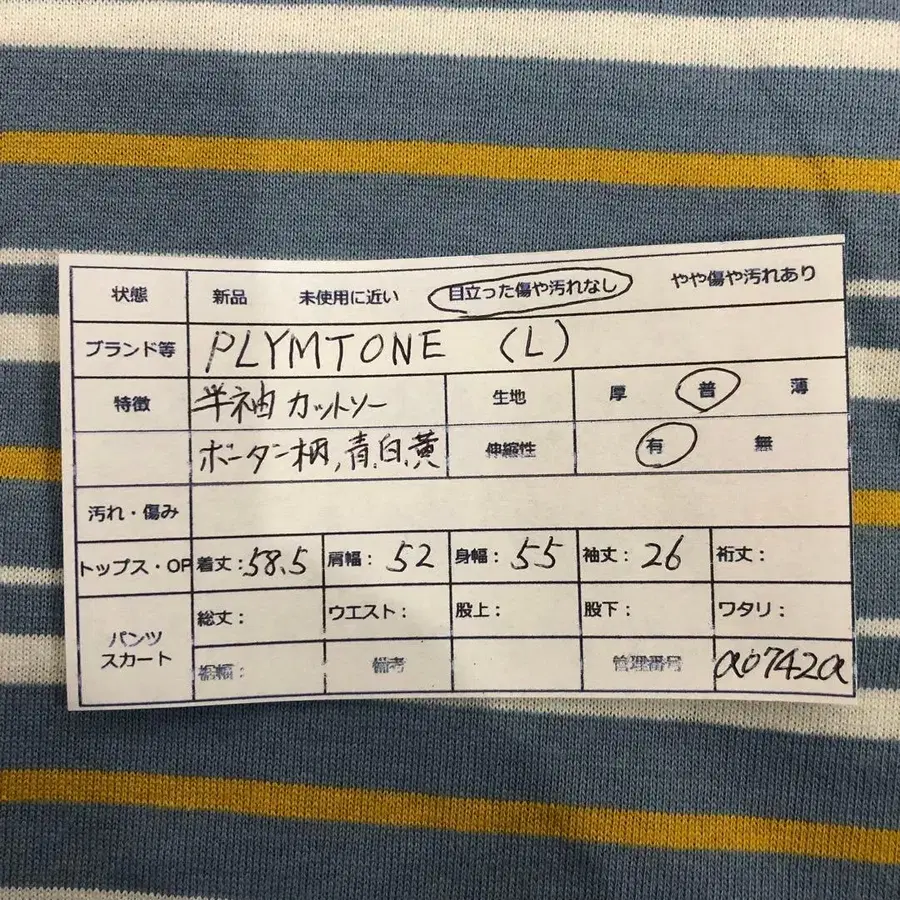 状態 新品 未使用に近い 目立った傷や汚れなし やや傷や汚れあり
ブランド等 PLYMTONE (L)
特徴 半袖 カットソー 生地 厚 普 薄
ボーダー柄,青,白,黄 伸縮性 有 無
汚れ・傷み
トップス・OP 着丈:58.5 肩幅: 52 身幅: 55 袖丈: 26 裄丈:
パンツ スカート 総丈: ウエスト: 股上: 股下: ワタリ:
裾幅: 備考 管理番号 a0742a